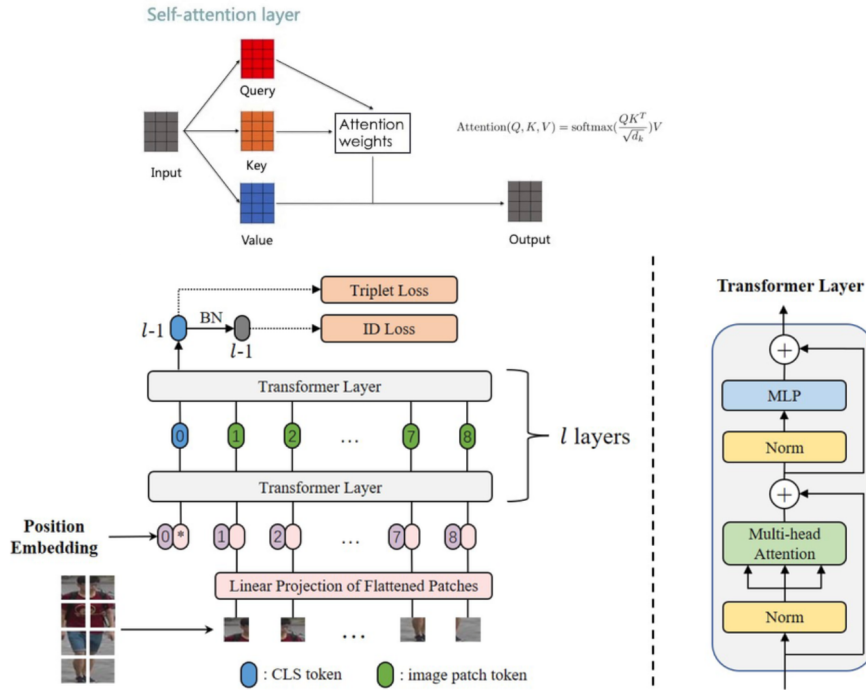 Self-attention layer
Query
Input
Key
Value
Attention
weights
Attention(Q, K, V) = softmax(QK^T/√d_k)V
Output
Triplet Loss
l-1
BN
l-1
ID Loss
Transformer Layer
0 1 2 ... 7 8
l layers
Transformer Layer
Position
Embedding
0 * 1 2 ... 7 8
Linear Projection of Flattened Patches
...
: CLS token
: image patch token
Transformer Layer
+
MLP
Norm
+
Multi-head
Attention
Norm